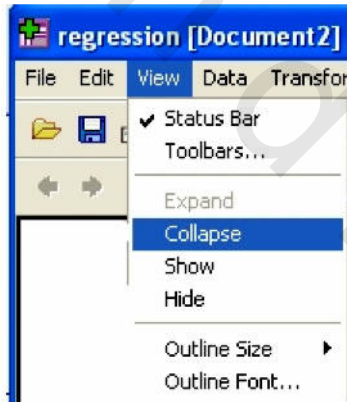 regression [Document2]
File Edit View Data Transfor
Status Bar
Toolbars...
Expand
Collapse
Show
Hide
Outline Size
Outline Font...